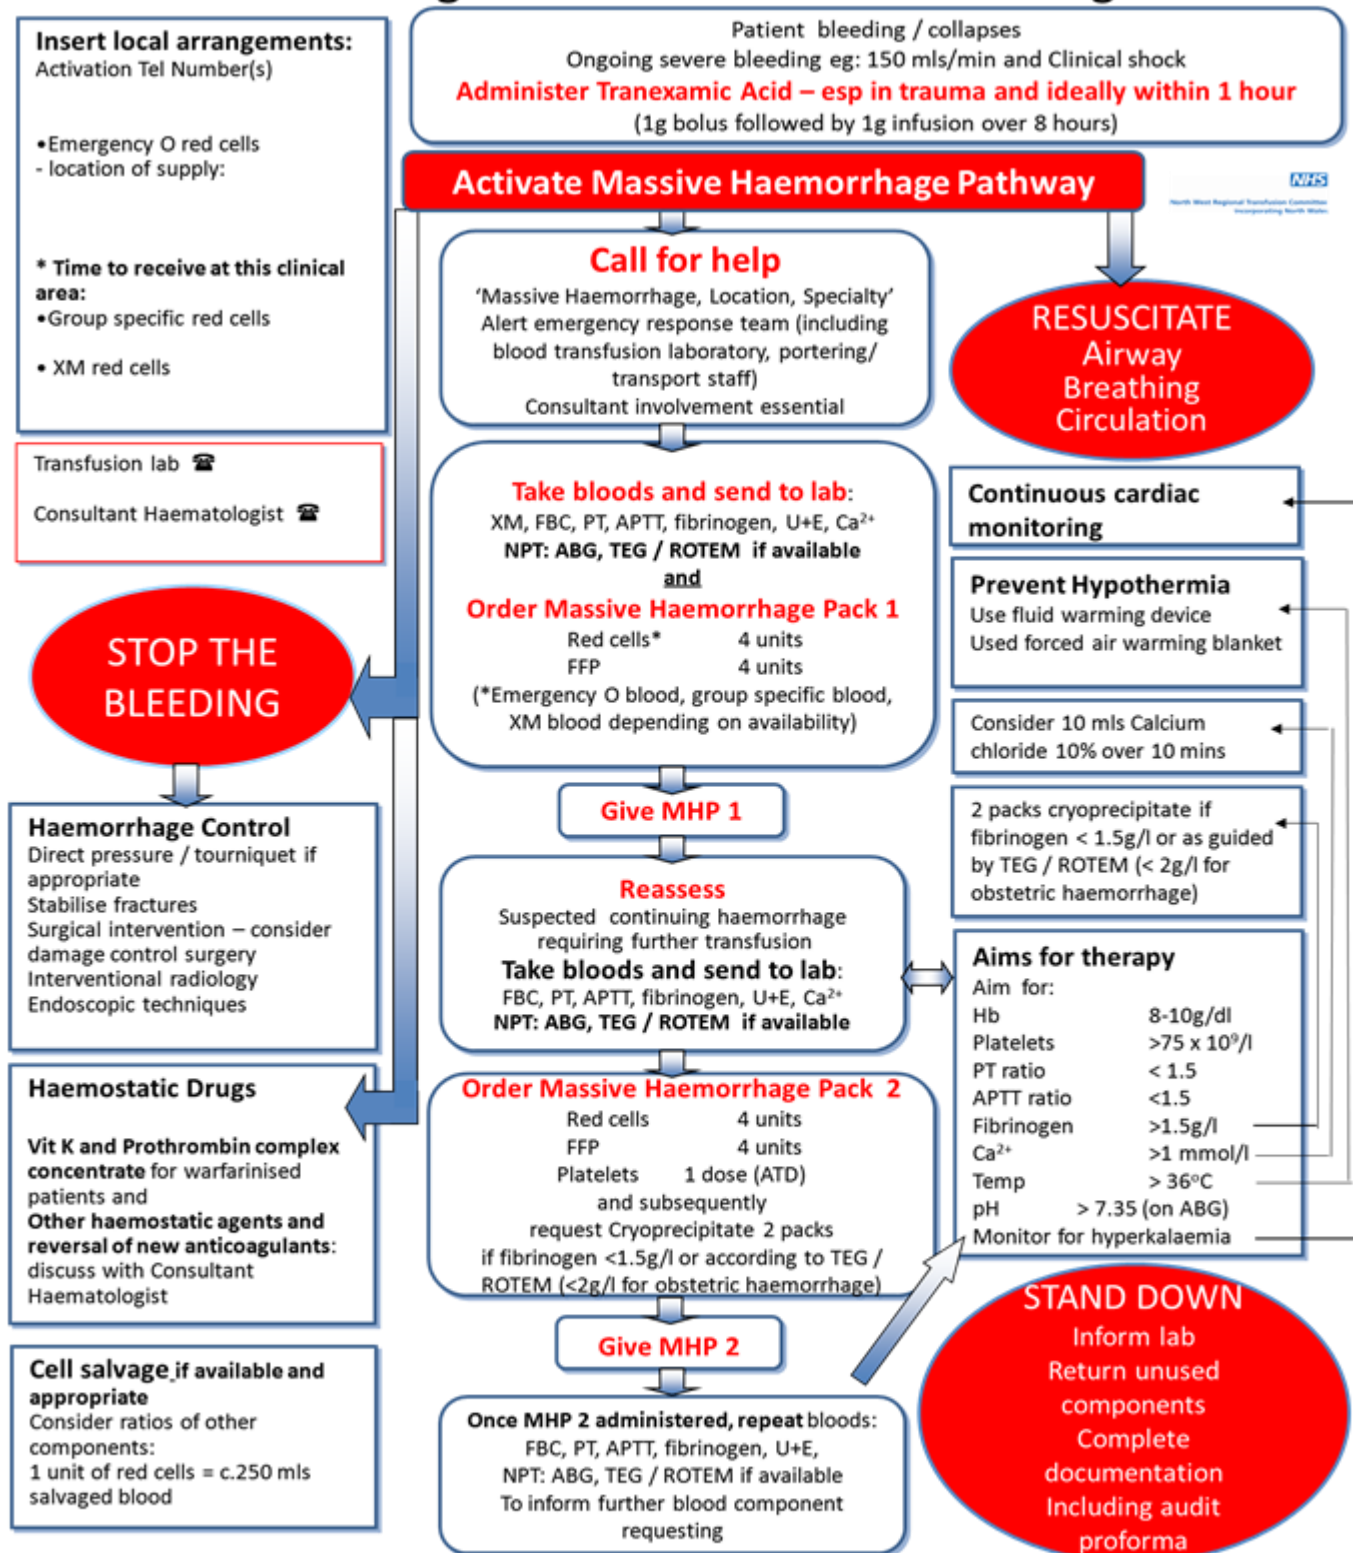 Patient bleeding / collapses
Ongoing severe bleeding eg: 150 mls/min and Clinical shock
Administer Tranexamic Acid – esp in trauma and ideally within 1 hour
(1g bolus followed by 1g infusion over 8 hours)
Insert local arrangements:
Activation Tel Number(s)
•Emergency O red cells
- location of supply:
* Time to receive at this clinical
area:
•Group specific red cells
• XM red cells
Transfusion lab ☎
Consultant Haematologist ☎
Activate Massive Haemorrhage Pathway
NHS
North West Regional Transfusion Committee
incorporating North Wales
Call for help
‘Massive Haemorrhage, Location, Specialty’
Alert emergency response team (including
blood transfusion laboratory, portering/
transport staff)
Consultant involvement essential
RESUSCITATE
Airway
Breathing
Circulation
Take bloods and send to lab:
XM, FBC, PT, APTT, fibrinogen, U+E, Ca²⁺
NPT: ABG, TEG / ROTEM if available
and
Order Massive Haemorrhage Pack 1
Red cells* 4 units
FFP 4 units
(*Emergency O blood, group specific blood,
XM blood depending on availability)
Give MHP 1
Reassess
Suspected continuing haemorrhage
requiring further transfusion
Take bloods and send to lab:
FBC, PT, APTT, fibrinogen, U+E, Ca²⁺
NPT: ABG, TEG / ROTEM if available
Order Massive Haemorrhage Pack 2
Red cells 4 units
FFP 4 units
Platelets 1 dose (ATD)
and subsequently
request Cryoprecipitate 2 packs
if fibrinogen <1.5g/l or according to TEG /
ROTEM (<2g/l for obstetric haemorrhage)
Give MHP 2
Once MHP 2 administered, repeat bloods:
FBC, PT, APTT, fibrinogen, U+E,
NPT: ABG, TEG / ROTEM if available
To inform further blood component
requesting
STOP THE
BLEEDING
Haemorrhage Control
Direct pressure / tourniquet if
appropriate
Stabilise fractures
Surgical intervention – consider
damage control surgery
Interventional radiology
Endoscopic techniques
Haemostatic Drugs
Vit K and Prothrombin complex
concentrate for warfarinised
patients and
Other haemostatic agents and
reversal of new anticoagulants:
discuss with Consultant
Haematologist
Cell salvage if available and
appropriate
Consider ratios of other
components:
1 unit of red cells = c.250 mls
salvaged blood
Continuous cardiac
monitoring
Prevent Hypothermia
Use fluid warming device
Used forced air warming blanket
Consider 10 mls Calcium
chloride 10% over 10 mins
2 packs cryoprecipitate if
fibrinogen < 1.5g/l or as guided
by TEG / ROTEM (< 2g/l for
obstetric haemorrhage)
Aims for therapy
Aim for:
Hb 8-10g/dl
Platelets >75 x 10⁹/l
PT ratio < 1.5
APTT ratio <1.5
Fibrinogen >1.5g/l
Ca²⁺ >1 mmol/l
Temp > 36°C
pH > 7.35 (on ABG)
Monitor for hyperkalaemia
STAND DOWN
Inform lab
Return unused
components
Complete
documentation
Including audit
proforma